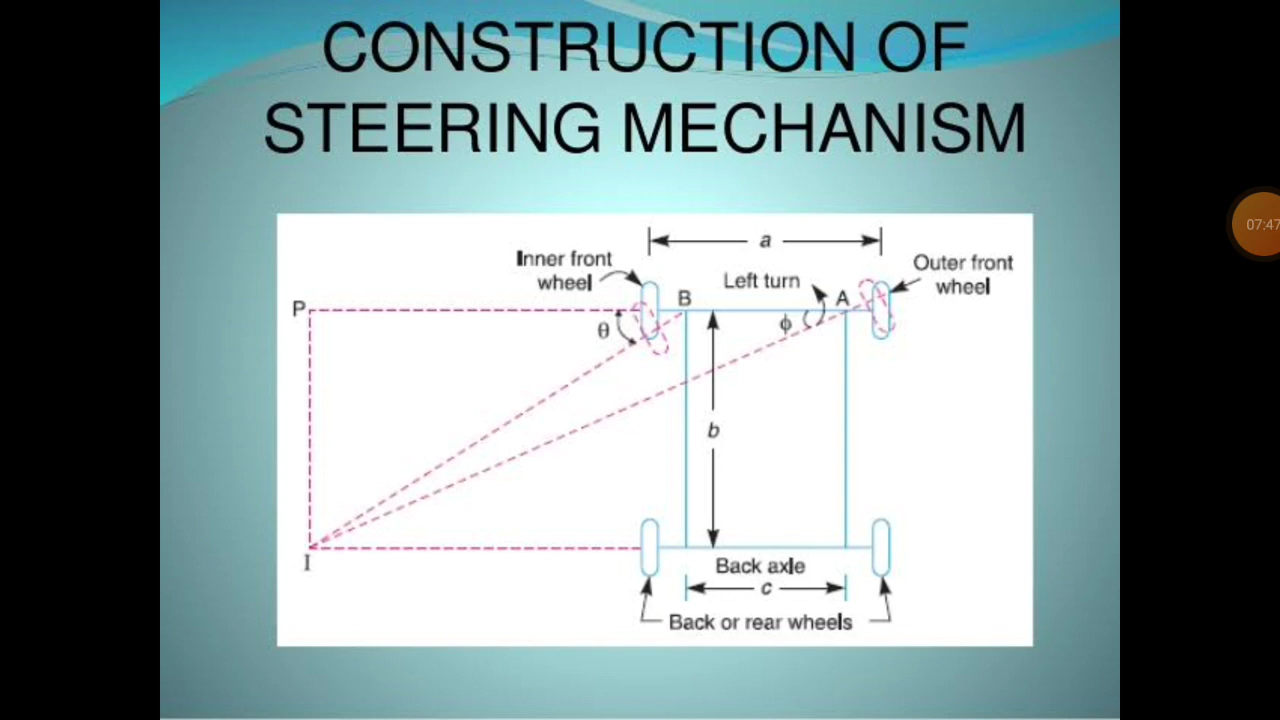 CONSTRUCTION OF
STEERING MECHANISM
a
Inner front
wheel
Left turn
Outer front
wheel
P
B
A
θ
ϕ
b
I
Back axle
c
Back or rear wheels
07:47